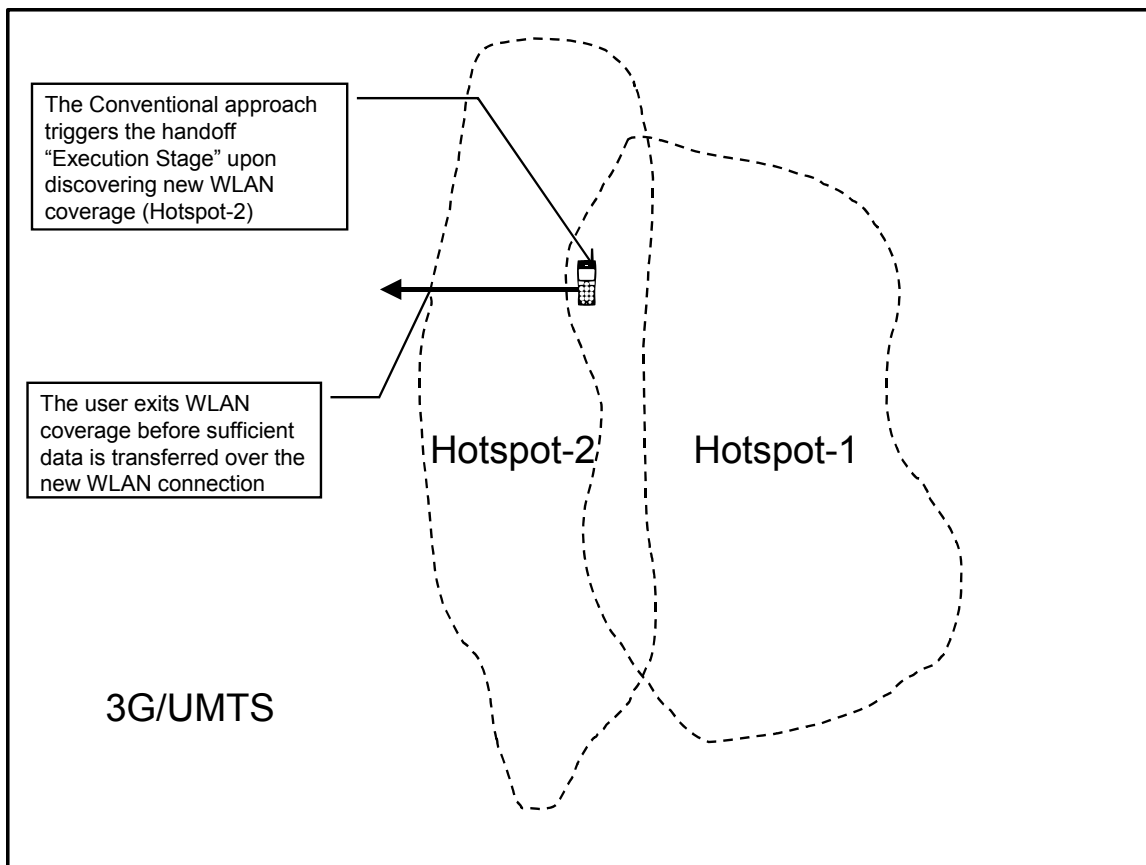 The Conventional approach
triggers the handoff
“Execution Stage” upon
discovering new WLAN
coverage (Hotspot-2)
The user exits WLAN
coverage before sufficient
data is transferred over the
new WLAN connection
Hotspot-2
Hotspot-1
3G/UMTS